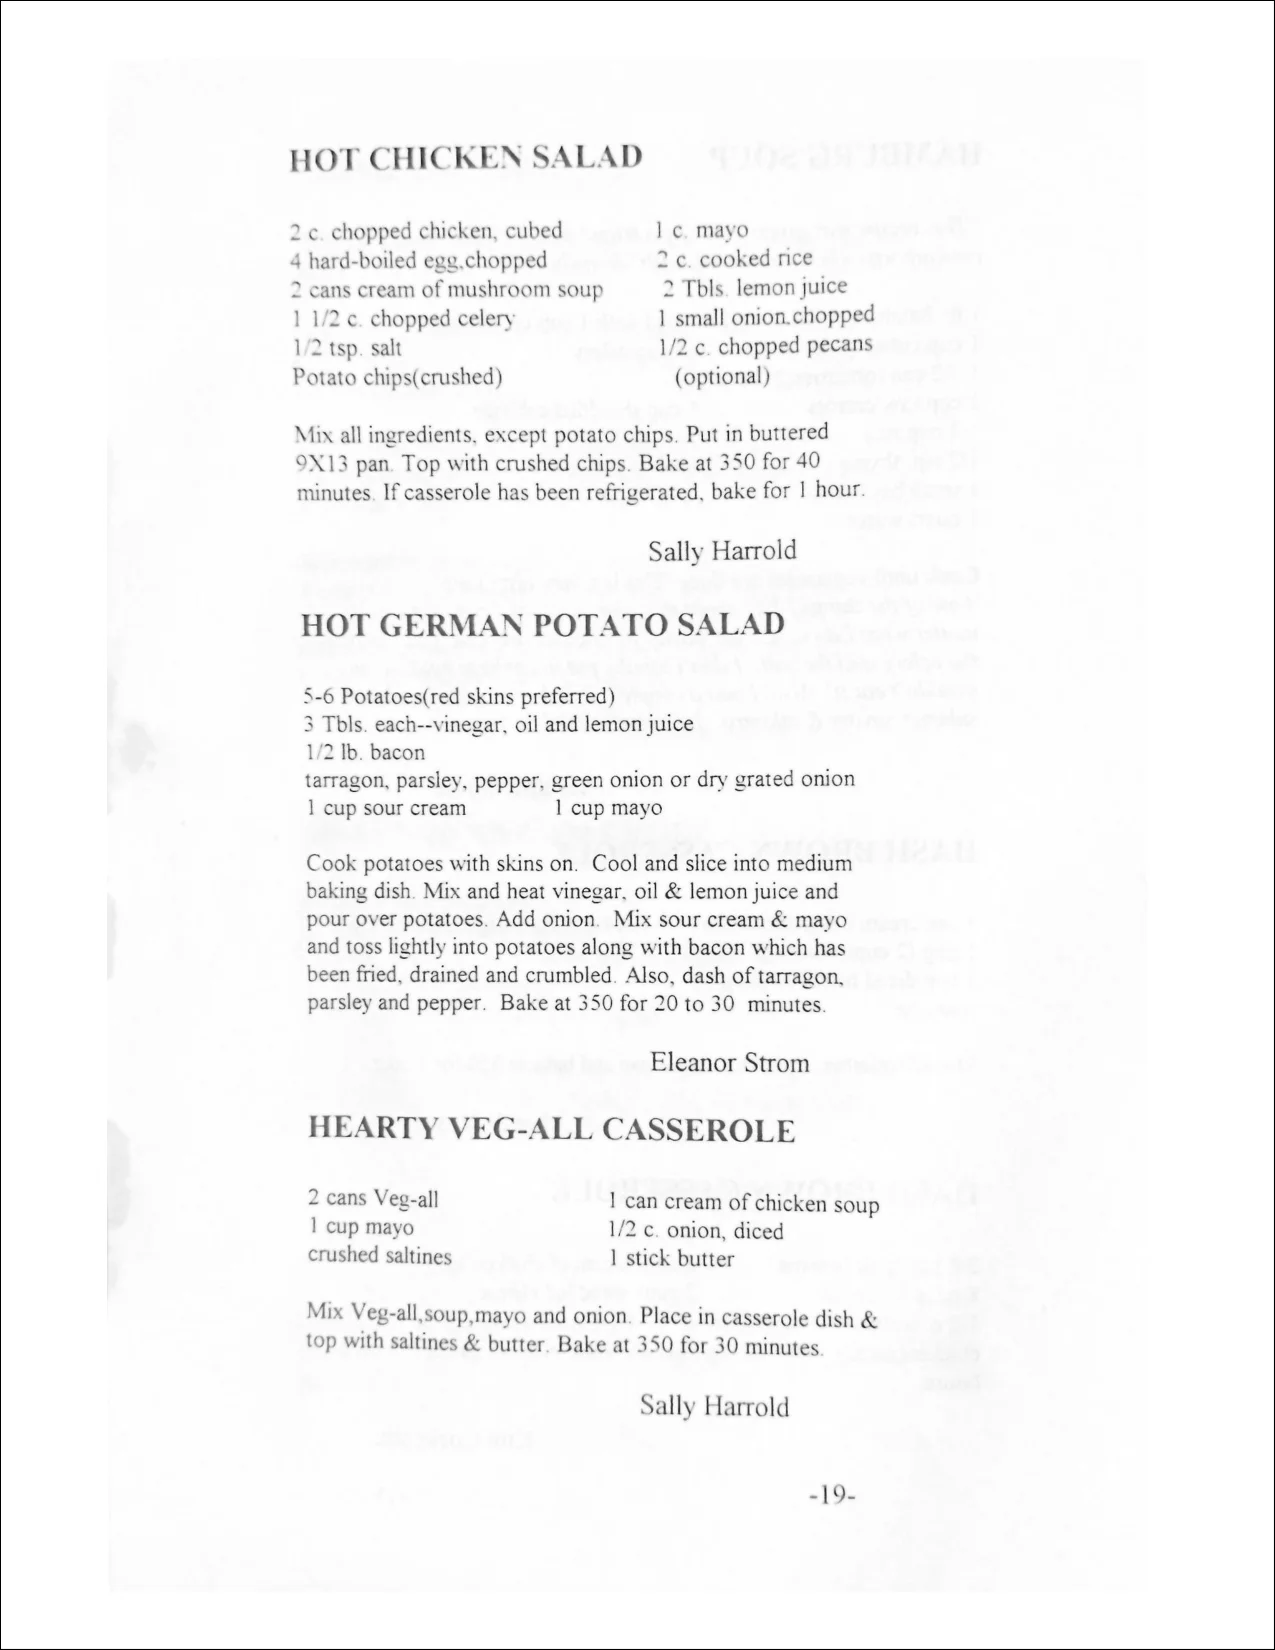 HOT CHICKEN SALAD
2 c. chopped chicken, cubed 1 c. mayo
4 hard-boiled egg,chopped 2 c. cooked rice
2 cans cream of mushroom soup 2 Tbls. lemon juice
1 1/2 c. chopped celery 1 small onion,chopped
1/2 tsp. salt 1/2 c. chopped pecans
Potato chips(crushed) (optional)
Mix all ingredients, except potato chips. Put in buttered
9X13 pan. Top with crushed chips. Bake at 350 for 40
minutes. If casserole has been refrigerated, bake for 1 hour.
Sally Harrold
HOT GERMAN POTATO SALAD
5-6 Potatoes(red skins preferred)
3 Tbls. each--vinegar, oil and lemon juice
1/2 lb. bacon
tarragon, parsley, pepper, green onion or dry grated onion
1 cup sour cream 1 cup mayo
Cook potatoes with skins on. Cool and slice into medium
baking dish. Mix and heat vinegar, oil & lemon juice and
pour over potatoes. Add onion. Mix sour cream & mayo
and toss lightly into potatoes along with bacon which has
been fried, drained and crumbled. Also, dash of tarragon,
parsley and pepper. Bake at 350 for 20 to 30 minutes.
Eleanor Strom
HEARTY VEG-ALL CASSEROLE
2 cans Veg-all 1 can cream of chicken soup
1 cup mayo 1/2 c. onion, diced
crushed saltines 1 stick butter
Mix Veg-all,soup,mayo and onion. Place in casserole dish &
top with saltines & butter. Bake at 350 for 30 minutes.
Sally Harrold
-19-